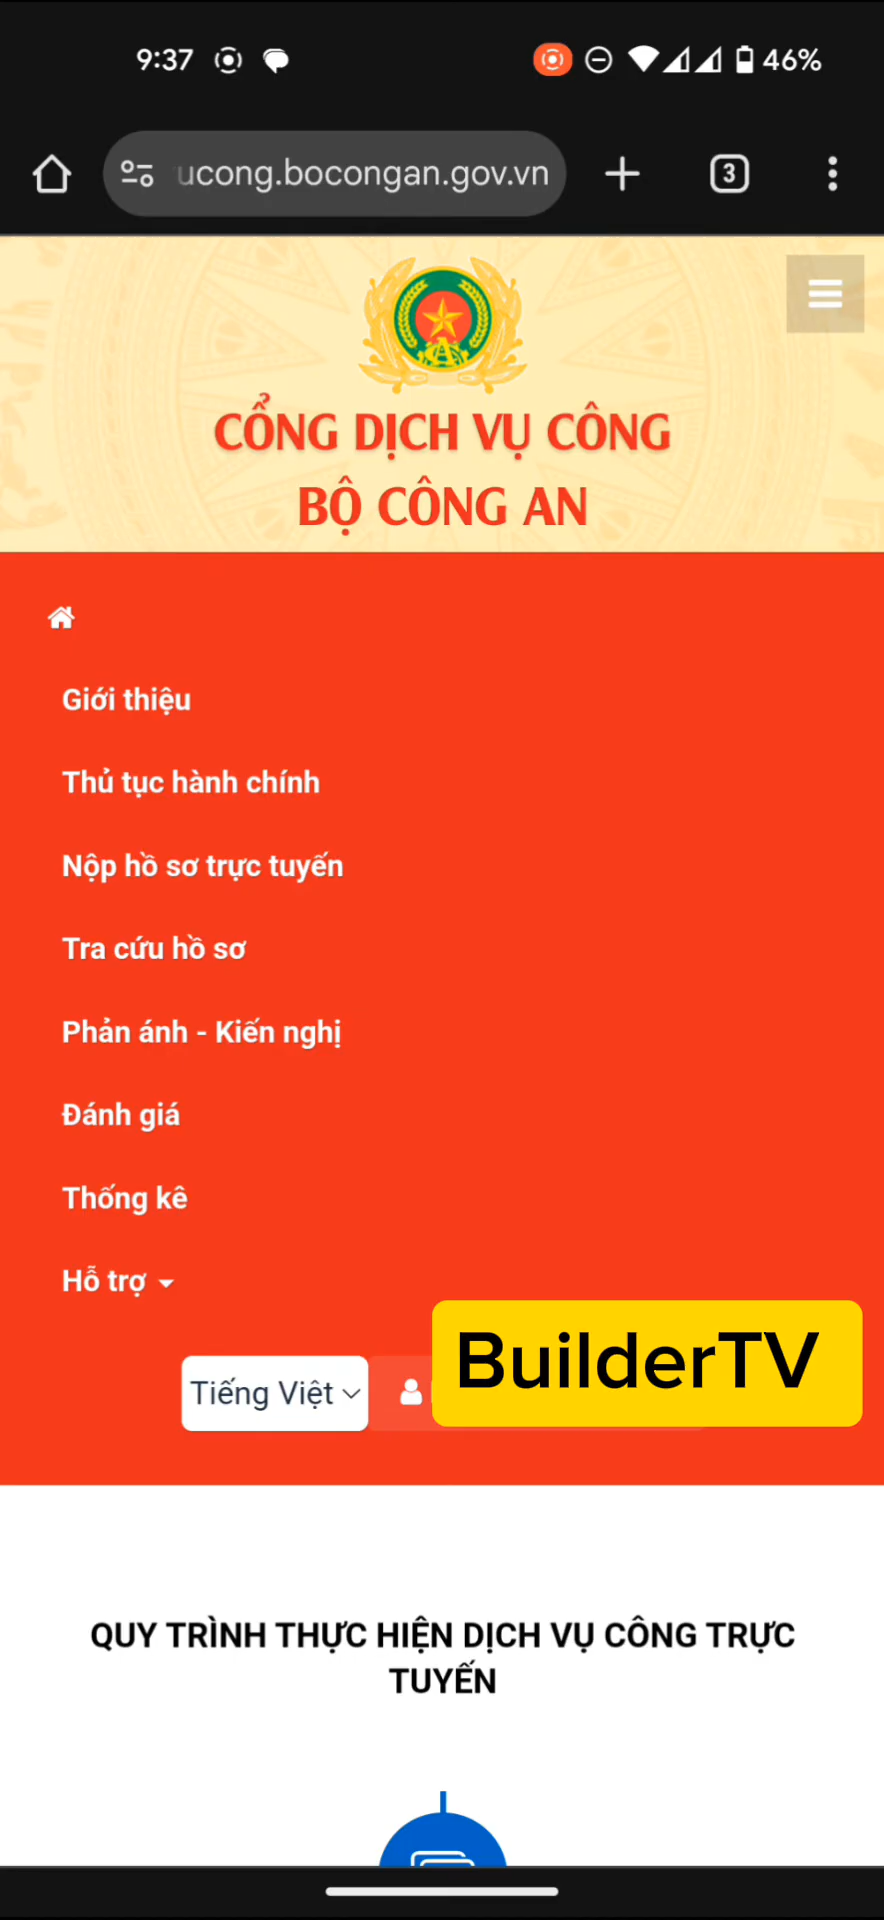 9:37
46%
ucong.bocongan.gov.vn
3
CỔNG DỊCH VỤ CÔNG
BỘ CÔNG AN
Giới thiệu
Thủ tục hành chính
Nộp hồ sơ trực tuyến
Tra cứu hồ sơ
Phản ánh - Kiến nghị
Đánh giá
Thống kê
Hỗ trợ
Tiếng Việt
BuilderTV
QUY TRÌNH THỰC HIỆN DỊCH VỤ CÔNG TRỰC
TUYẾN